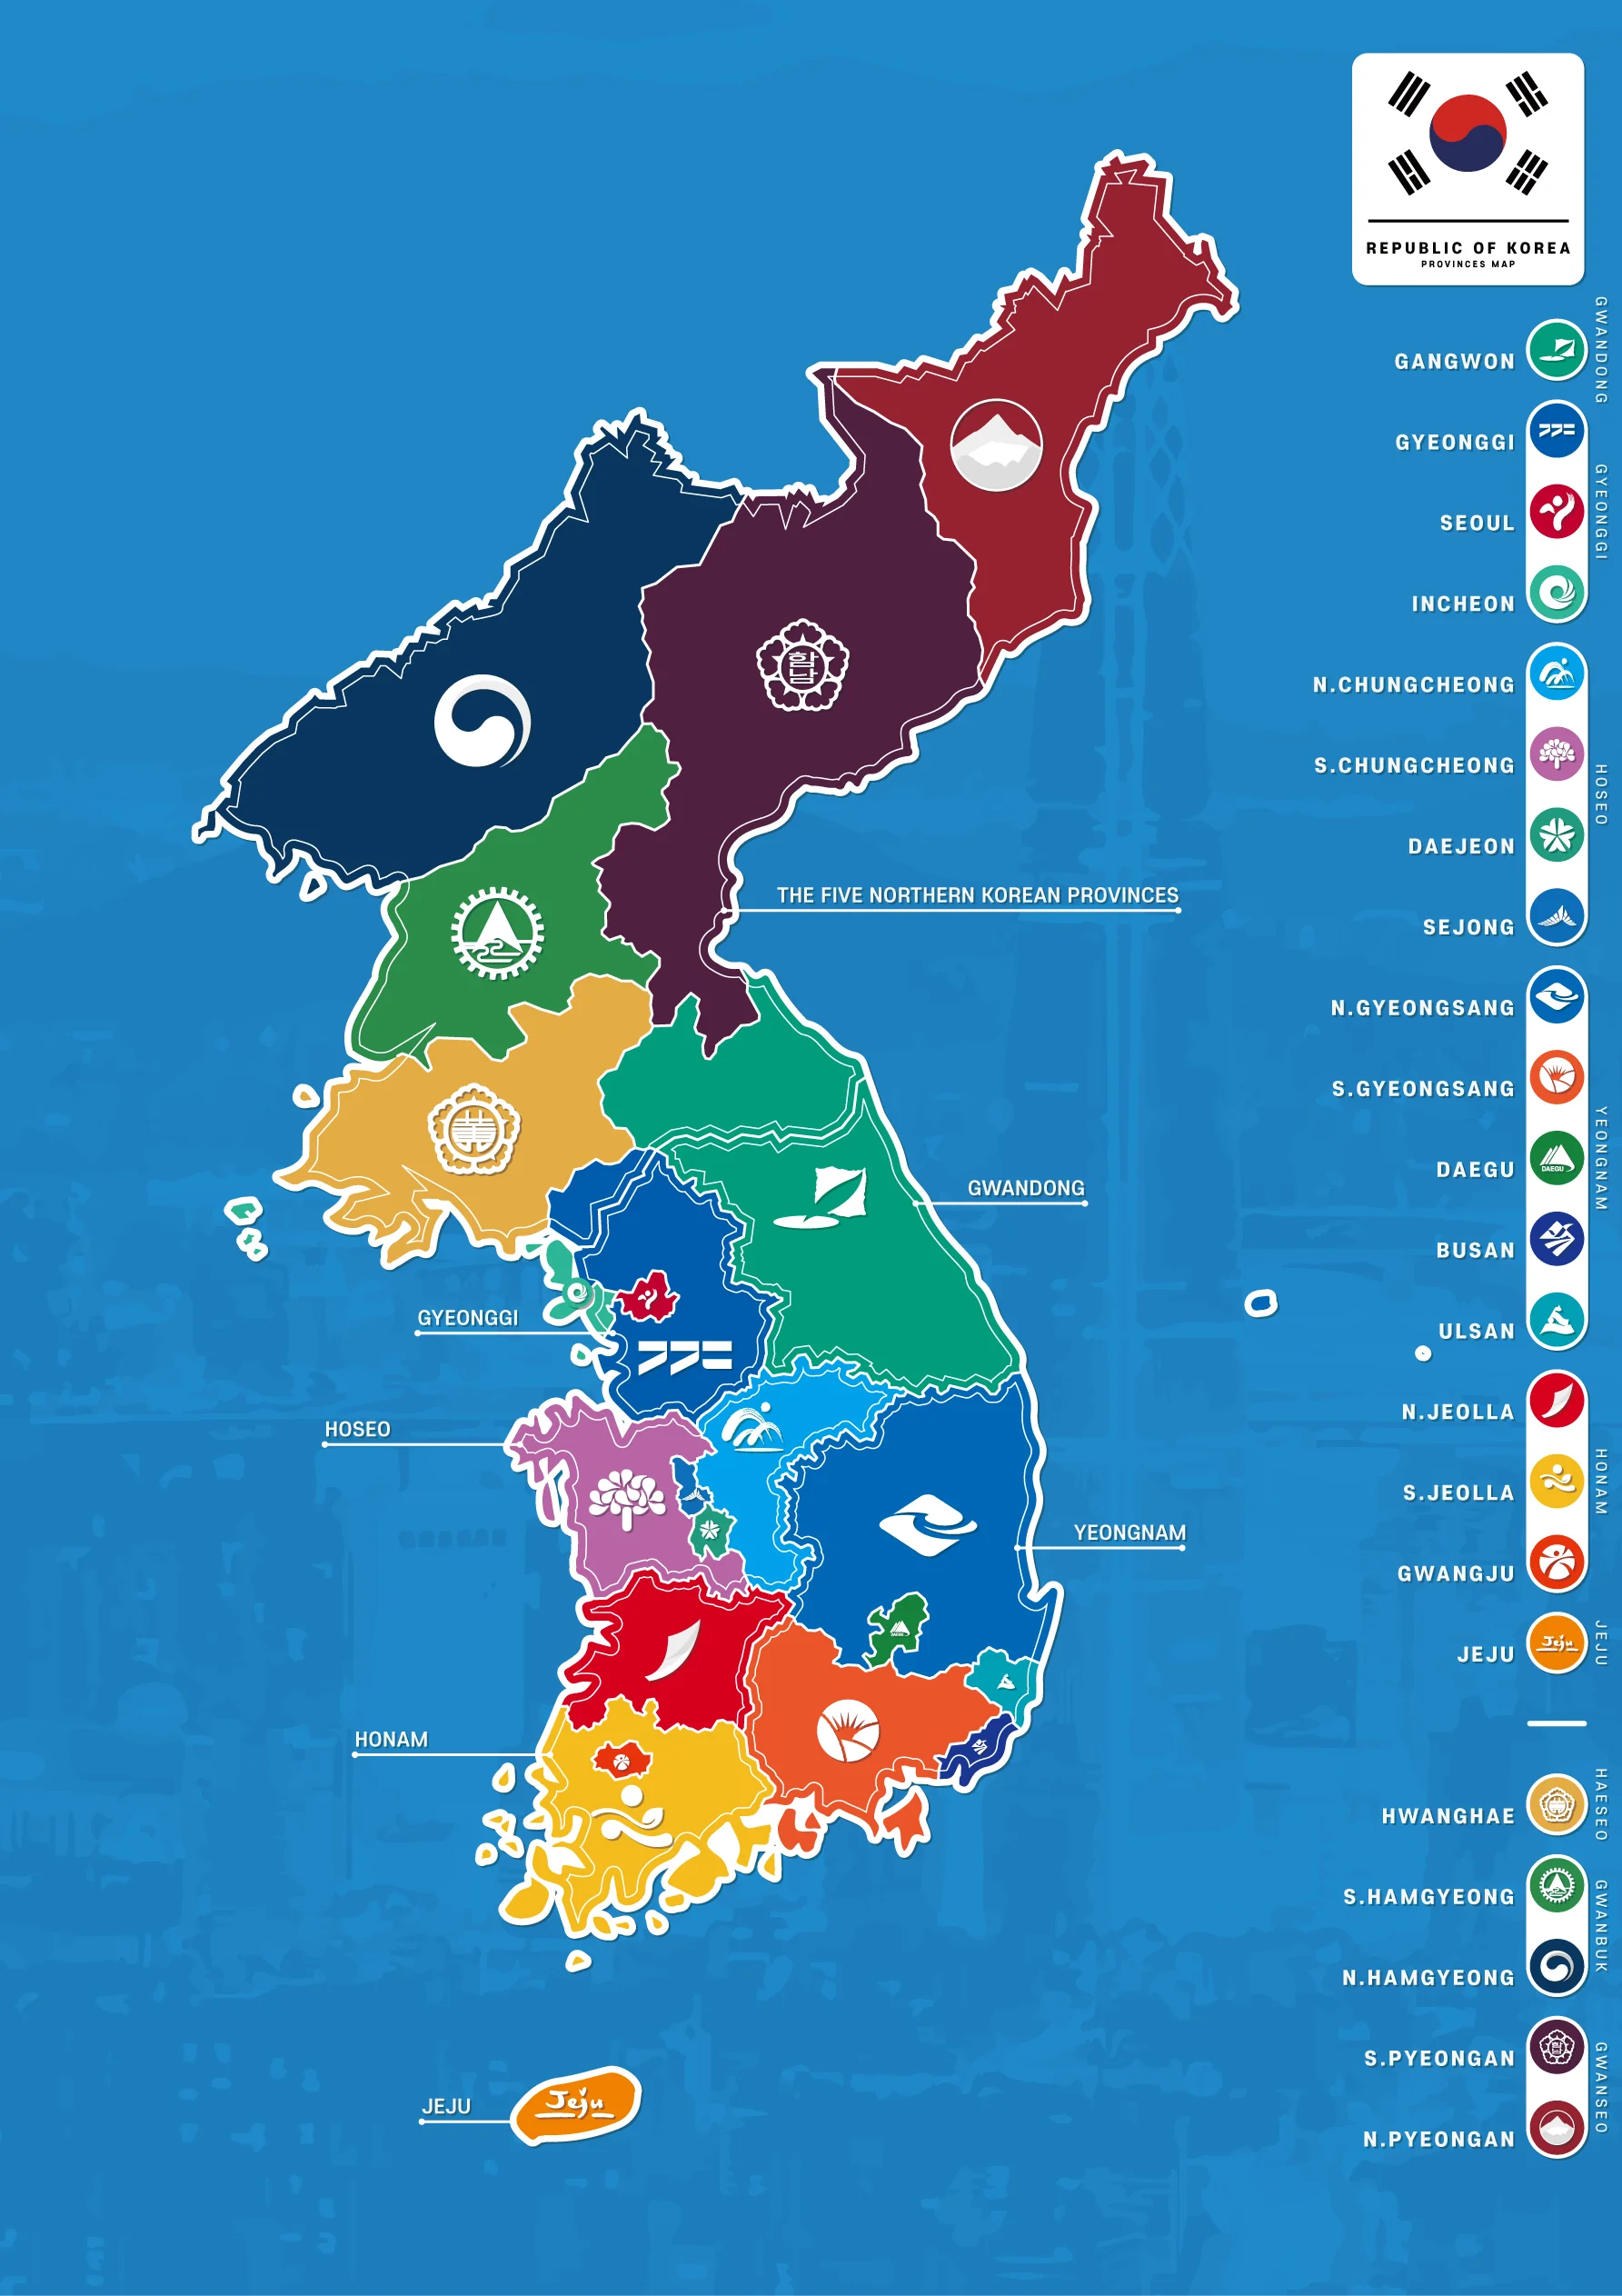 REPUBLIC OF KOREA
PROVINCES MAP
GWANDONG
GANGWON
GYEONGGI
GYEONGGI
SEOUL
INCHEON
N.CHUNGCHEONG
S.CHUNGCHEONG
HOSEO
DAEJEON
SEJONG
N.GYEONGSANG
S.GYEONGSANG
YEONGNAM
DAEGU
DAEGU
BUSAN
ULSAN
N.JEOLLA
S.JEOLLA
HONAM
GWANGJU
JEJU
Jeju
JEJU
HWANGHAE
HAESEO
S.HAMGYEONG
GWANBUK
N.HAMGYEONG
S.PYEONGAN
GWANSEO
N.PYEONGAN
함남
THE FIVE NORTHERN KOREAN PROVINCES
GWANDONG
GYEONGGI
HOSEO
YEONGNAM
DAEGU
HONAM
JEJU
Jeju